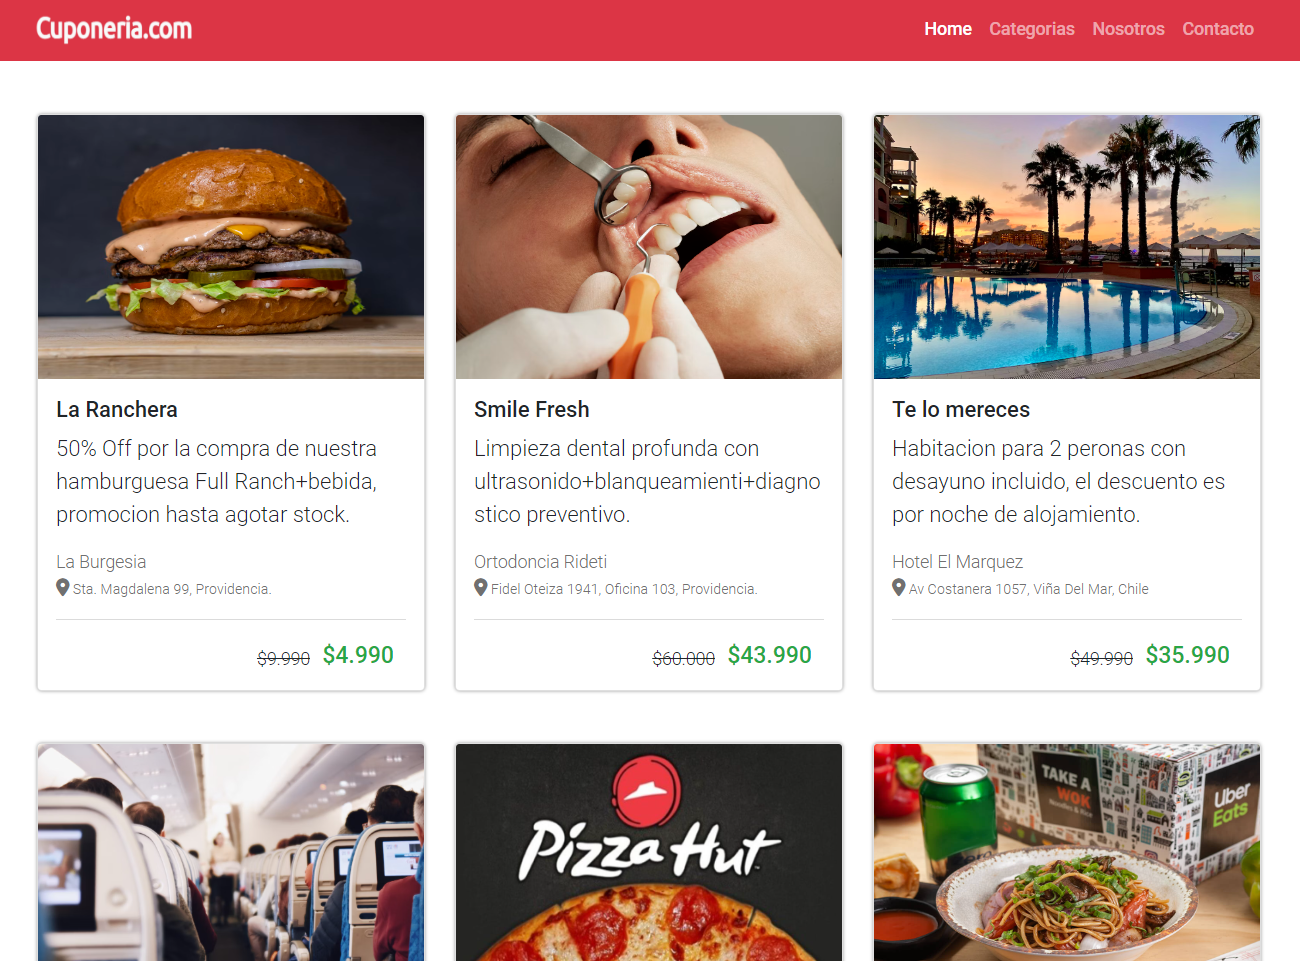 Cuponeria.com
Home Categorias Nosotros Contacto
La Ranchera
50% Off por la compra de nuestra
hamburguesa Full Ranch+bebida,
promocion hasta agotar stock.
La Burgesia
Sta. Magdalena 99, Providencia.
$9.990 $4.990
Smile Fresh
Limpieza dental profunda con
ultrasonido+blanqueamienti+diagno
stico preventivo.
Ortodoncia Rideti
Fidel Oteiza 1941, Oficina 103, Providencia.
$60.000 $43.990
Te lo mereces
Habitacion para 2 peronas con
desayuno incluido, el descuento es
por noche de alojamiento.
Hotel El Marquez
Av Costanera 1057, Viña Del Mar, Chile
$49.990 $35.990
Pizza Hut
TAKE A
WOK
Uber
Eats